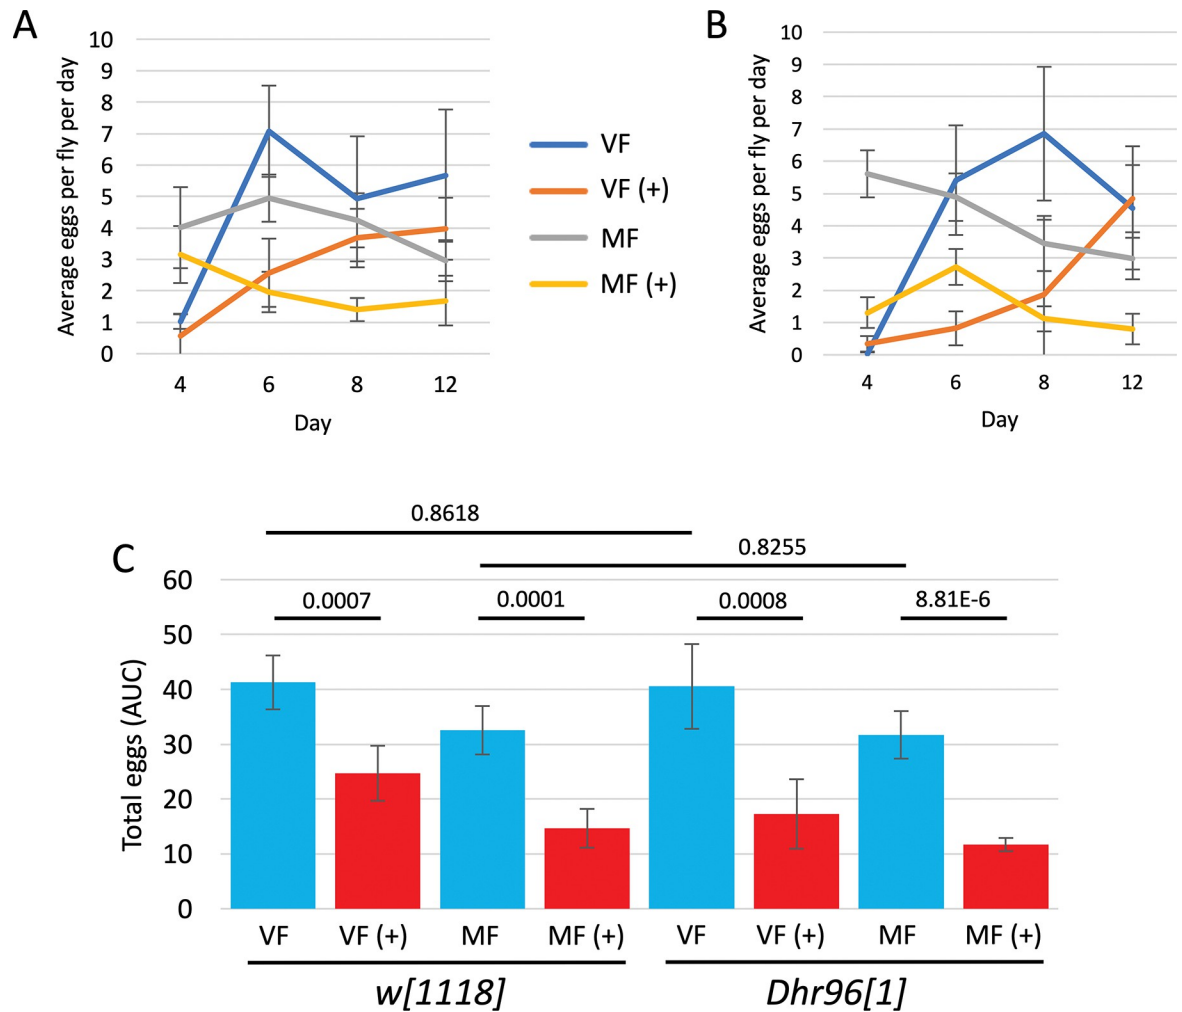 A
Average eggs per fly per day
10
9
8
7
6
5
4
3
2
1
0
4 6 8 12
Day
VF
VF (+)
MF
MF (+)
B
Average eggs per fly per day
10
9
8
7
6
5
4
3
2
1
0
4 6 8 12
Day
C
0.8618
0.8255
0.0007 0.0001 0.0008 8.81E-6
Total eggs (AUC)
60
50
40
30
20
10
0
VF VF (+) MF MF (+) VF VF (+) MF MF (+)
w[1118] Dhr96[1]